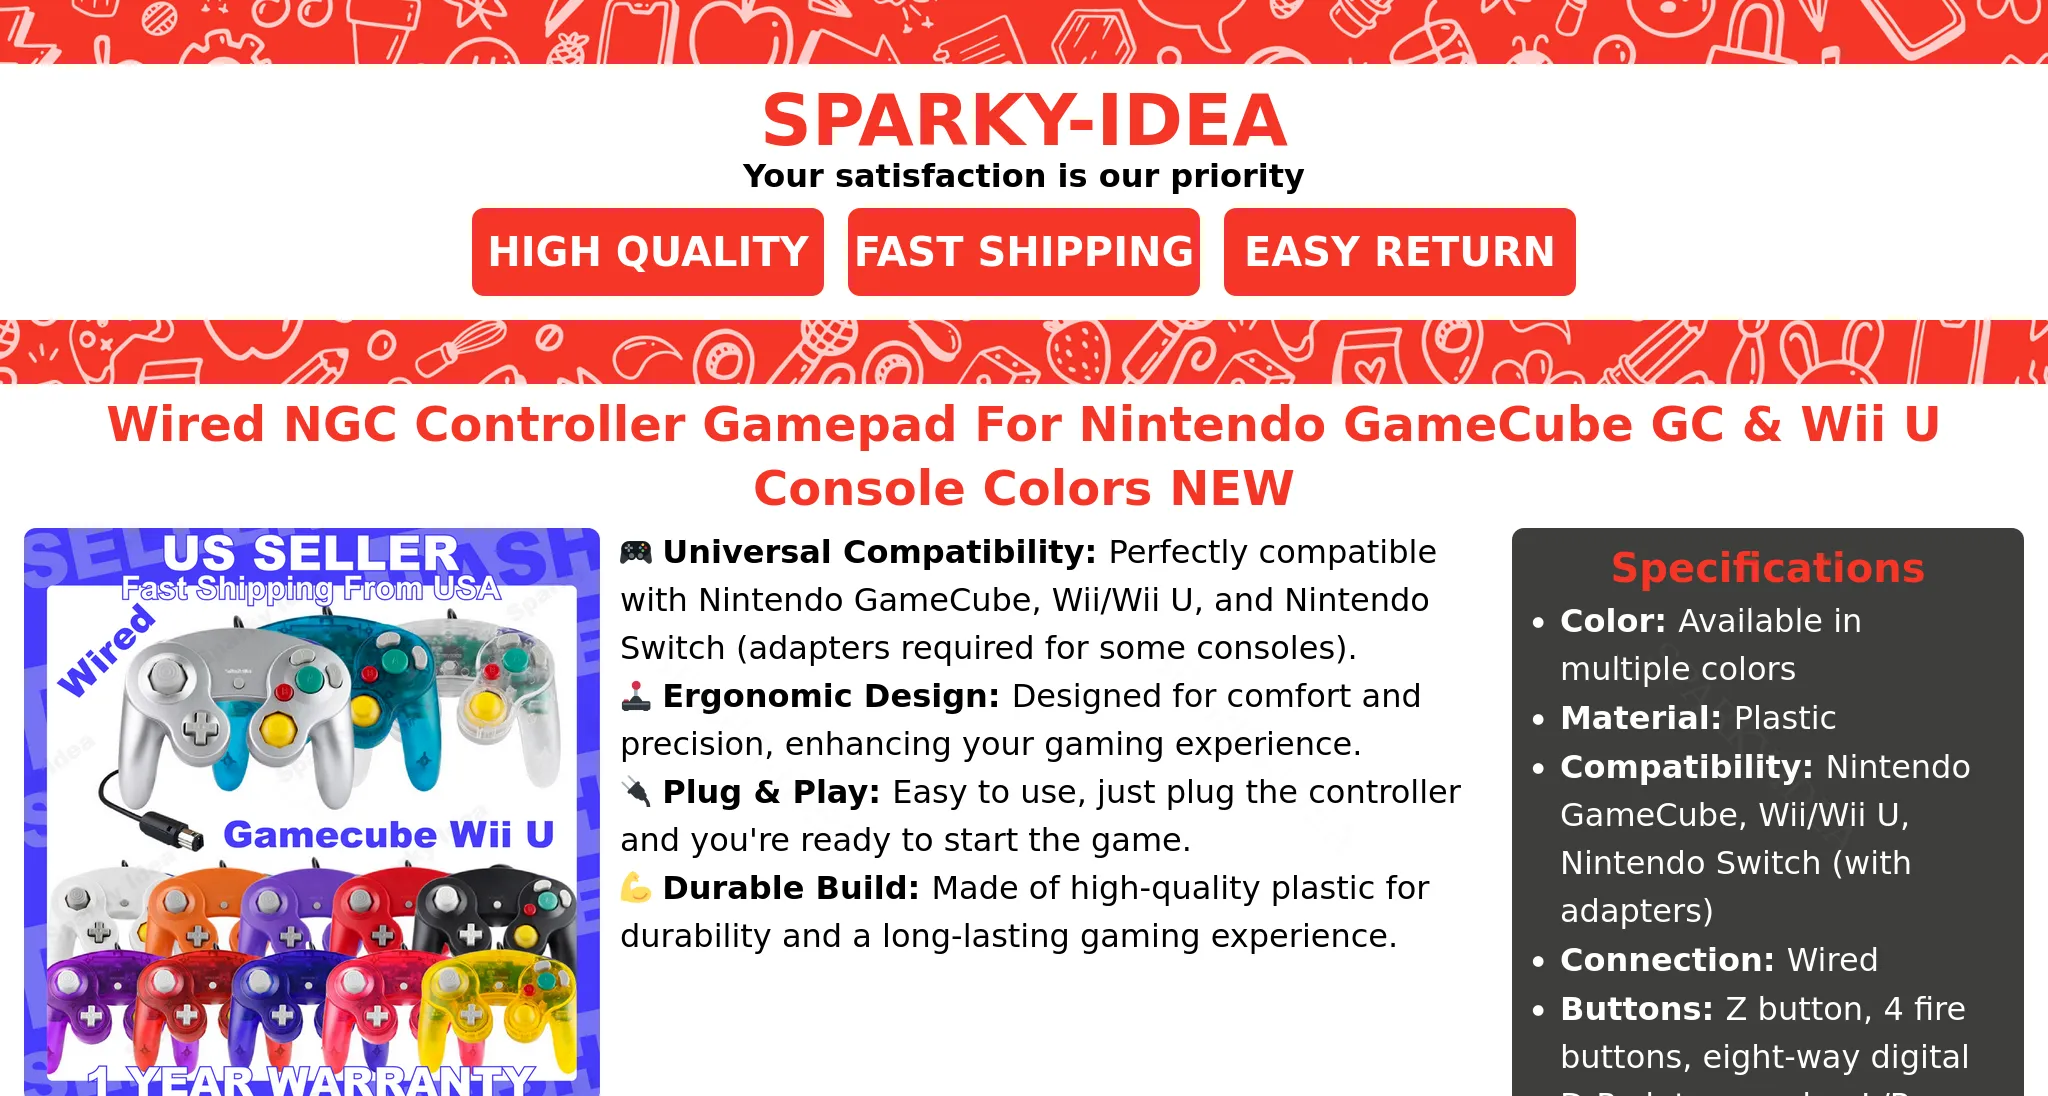 SPARKY-IDEA
Your satisfaction is our priority
HIGH QUALITY
FAST SHIPPING
EASY RETURN
Wired NGC Controller Gamepad For Nintendo GameCube GC & Wii U
Console Colors NEW
US SELLER
Fast Shipping From USA
Wired
Gamecube Wii U
1 YEAR WARRANTY
Universal Compatibility: Perfectly compatible
with Nintendo GameCube, Wii/Wii U, and Nintendo
Switch (adapters required for some consoles).
Ergonomic Design: Designed for comfort and
precision, enhancing your gaming experience.
Plug & Play: Easy to use, just plug the controller
and you're ready to start the game.
Durable Build: Made of high-quality plastic for
durability and a long-lasting gaming experience.
Specifications
• Color: Available in
multiple colors
• Material: Plastic
• Compatibility: Nintendo
GameCube, Wii/Wii U,
Nintendo Switch (with
adapters)
• Connection: Wired
• Buttons: Z button, 4 fire
buttons, eight-way digital